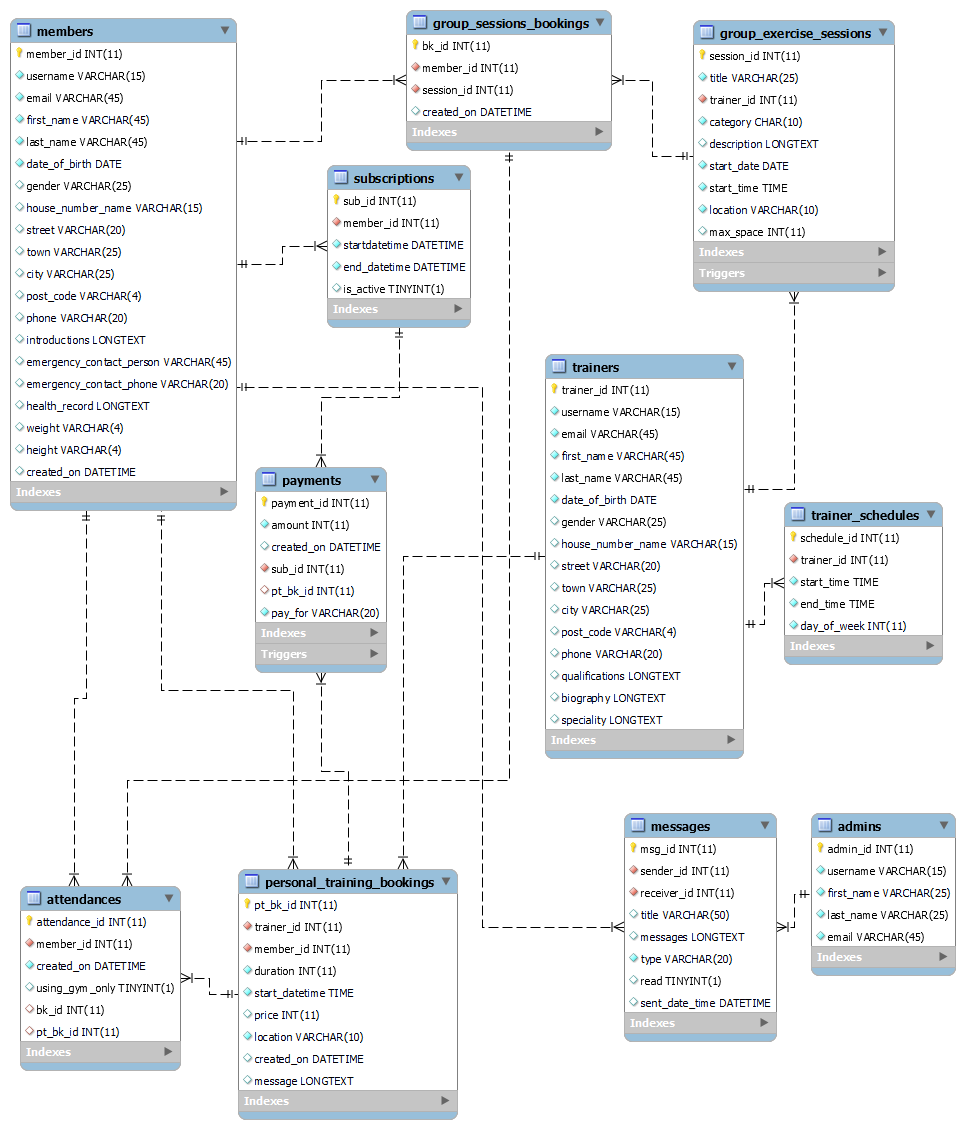 members
member_id INT(11)
username VARCHAR(15)
email VARCHAR(45)
first_name VARCHAR(45)
last_name VARCHAR(45)
date_of_birth DATE
gender VARCHAR(25)
house_number_name VARCHAR(15)
street VARCHAR(20)
town VARCHAR(25)
city VARCHAR(25)
post_code VARCHAR(4)
phone VARCHAR(20)
introductions LONGTEXT
emergency_contact_person VARCHAR(45)
emergency_contact_phone VARCHAR(20)
health_record LONGTEXT
weight VARCHAR(4)
height VARCHAR(4)
created_on DATETIME
Indexes
group_sessions_bookings
bk_id INT(11)
member_id INT(11)
session_id INT(11)
created_on DATETIME
Indexes
group_exercise_sessions
session_id INT(11)
title VARCHAR(25)
trainer_id INT(11)
category CHAR(10)
description LONGTEXT
start_date DATE
start_time TIME
location VARCHAR(10)
max_space INT(11)
Indexes
Triggers
subscriptions
sub_id INT(11)
member_id INT(11)
startdatetime DATETIME
end_datetime DATETIME
is_active TINYINT(1)
Indexes
trainers
trainer_id INT(11)
username VARCHAR(15)
email VARCHAR(45)
first_name VARCHAR(45)
last_name VARCHAR(45)
date_of_birth DATE
gender VARCHAR(25)
house_number_name VARCHAR(15)
street VARCHAR(20)
town VARCHAR(25)
city VARCHAR(25)
post_code VARCHAR(4)
phone VARCHAR(20)
qualifications LONGTEXT
biography LONGTEXT
speciality LONGTEXT
Indexes
payments
payment_id INT(11)
amount INT(11)
created_on DATETIME
sub_id INT(11)
pt_bk_id INT(11)
pay_for VARCHAR(20)
Indexes
Triggers
trainer_schedules
schedule_id INT(11)
trainer_id INT(11)
start_time TIME
end_time TIME
day_of_week INT(11)
Indexes
messages
msg_id INT(11)
sender_id INT(11)
receiver_id INT(11)
title VARCHAR(50)
messages LONGTEXT
type VARCHAR(20)
read TINYINT(1)
sent_date_time DATETIME
Indexes
admins
admin_id INT(11)
username VARCHAR(15)
first_name VARCHAR(25)
last_name VARCHAR(25)
email VARCHAR(45)
Indexes
attendances
attendance_id INT(11)
member_id INT(11)
created_on DATETIME
using_gym_only TINYINT(1)
bk_id INT(11)
pt_bk_id INT(11)
Indexes
personal_training_bookings
pt_bk_id INT(11)
trainer_id INT(11)
member_id INT(11)
duration INT(11)
start_datetime TIME
price INT(11)
location VARCHAR(10)
created_on DATETIME
message LONGTEXT
Indexes